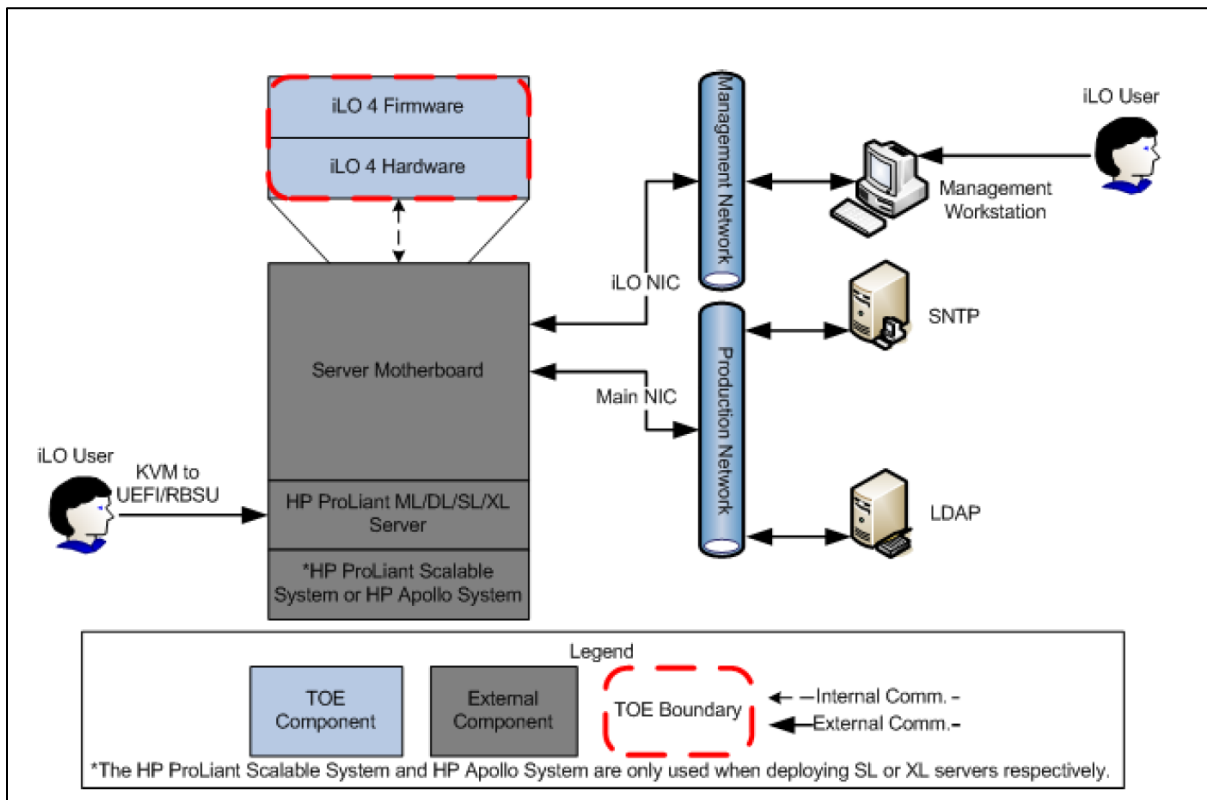 iLO 4 Firmware
iLO 4 Hardware
Management Network
iLO User
Management
Workstation
iLO NIC
SNTP
Server Motherboard
Production Network
Main NIC
iLO User
KVM to
UEFI/RBSU
HP ProLiant ML/DL/SL/XL
Server
LDAP
*HP ProLiant Scalable
System or HP Apollo System
Legend
TOE
Component
External
Component
TOE Boundary
Internal Comm.
External Comm.
*The HP ProLiant Scalable System and HP Apollo System are only used when deploying SL or XL servers respectively.